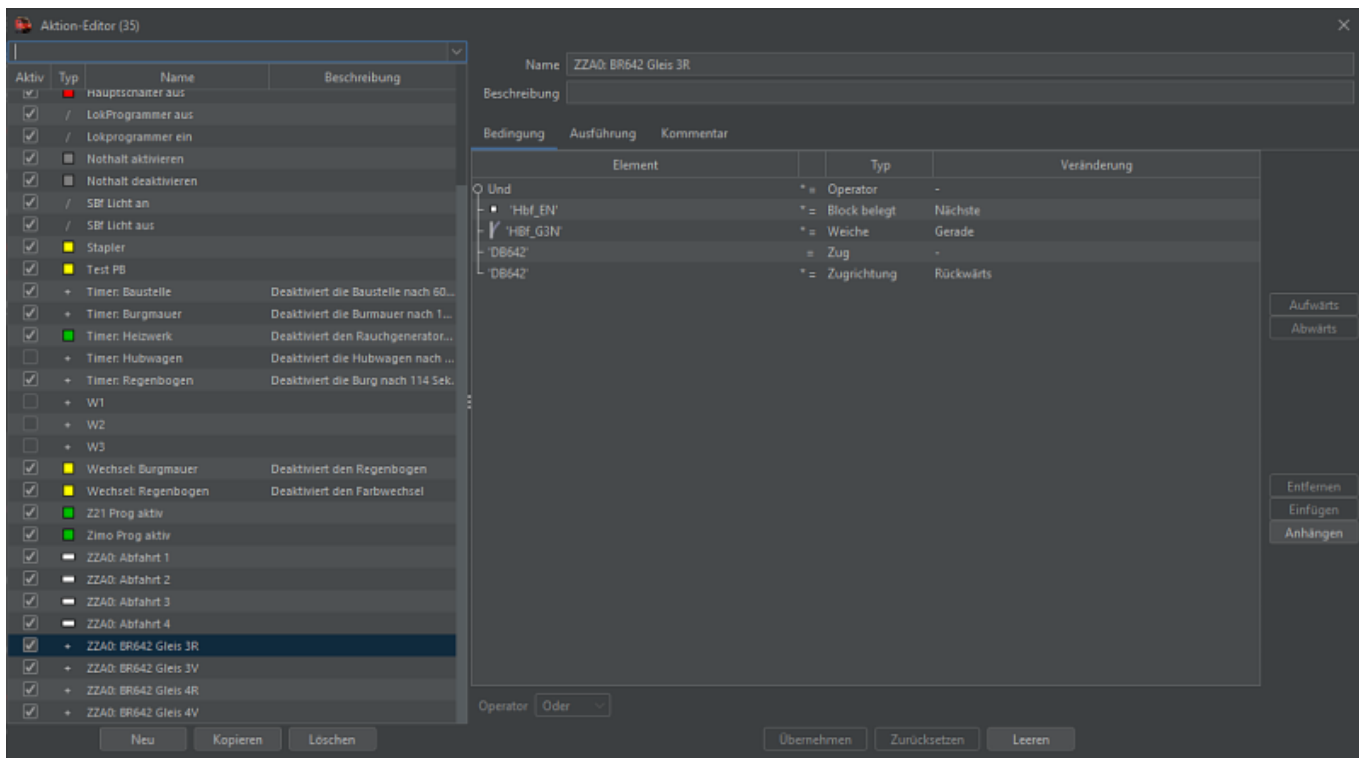 Aktion-Editor (35)
Aktiv Typ Name Beschreibung
Hauptschalter aus
/ LokProgrammer aus
/ Lokprogrammer ein
Nothalt aktivieren
Nothalt deaktivieren
/ SBf Licht an
/ SBf Licht aus
Stapler
Test PB
+ Timer: Baustelle Deaktiviert die Baustelle nach 60...
+ Timer: Burgmauer Deaktiviert die Burmauer nach 1...
Timer: Heizwerk Deaktiviert den Rauchgenerator...
+ Timer: Hubwagen Deaktiviert die Hubwagen nach ...
+ Timer: Regenbogen Deaktiviert die Burg nach 114 Sek.
+ W1
+ W2
+ W3
Wechsel: Burgmauer Deaktiviert den Regenbogen
Wechsel: Regenbogen Deaktiviert den Farbwechsel
Z21 Prog aktiv
Zimo Prog aktiv
ZZA0: Abfahrt 1
ZZA0: Abfahrt 2
ZZA0: Abfahrt 3
ZZA0: Abfahrt 4
+ ZZA0: BR642 Gleis 3R
+ ZZA0: BR642 Gleis 3V
+ ZZA0: BR642 Gleis 4R
+ ZZA0: BR642 Gleis 4V
Neu Kopieren Löschen
Name ZZA0: BR642 Gleis 3R
Beschreibung
Bedingung Ausführung Kommentar
Element Typ Veränderung
Und * = Operator -
'Hbf_EN' * = Block belegt Nächste
'HBf_G3N' * = Weiche Gerade
'DB642' = Zug -
'DB642' * = Zugrichtung Rückwärts
Aufwärts
Abwärts
Entfernen
Einfügen
Anhängen
Operator Oder
Übernehmen Zurücksetzen Leeren